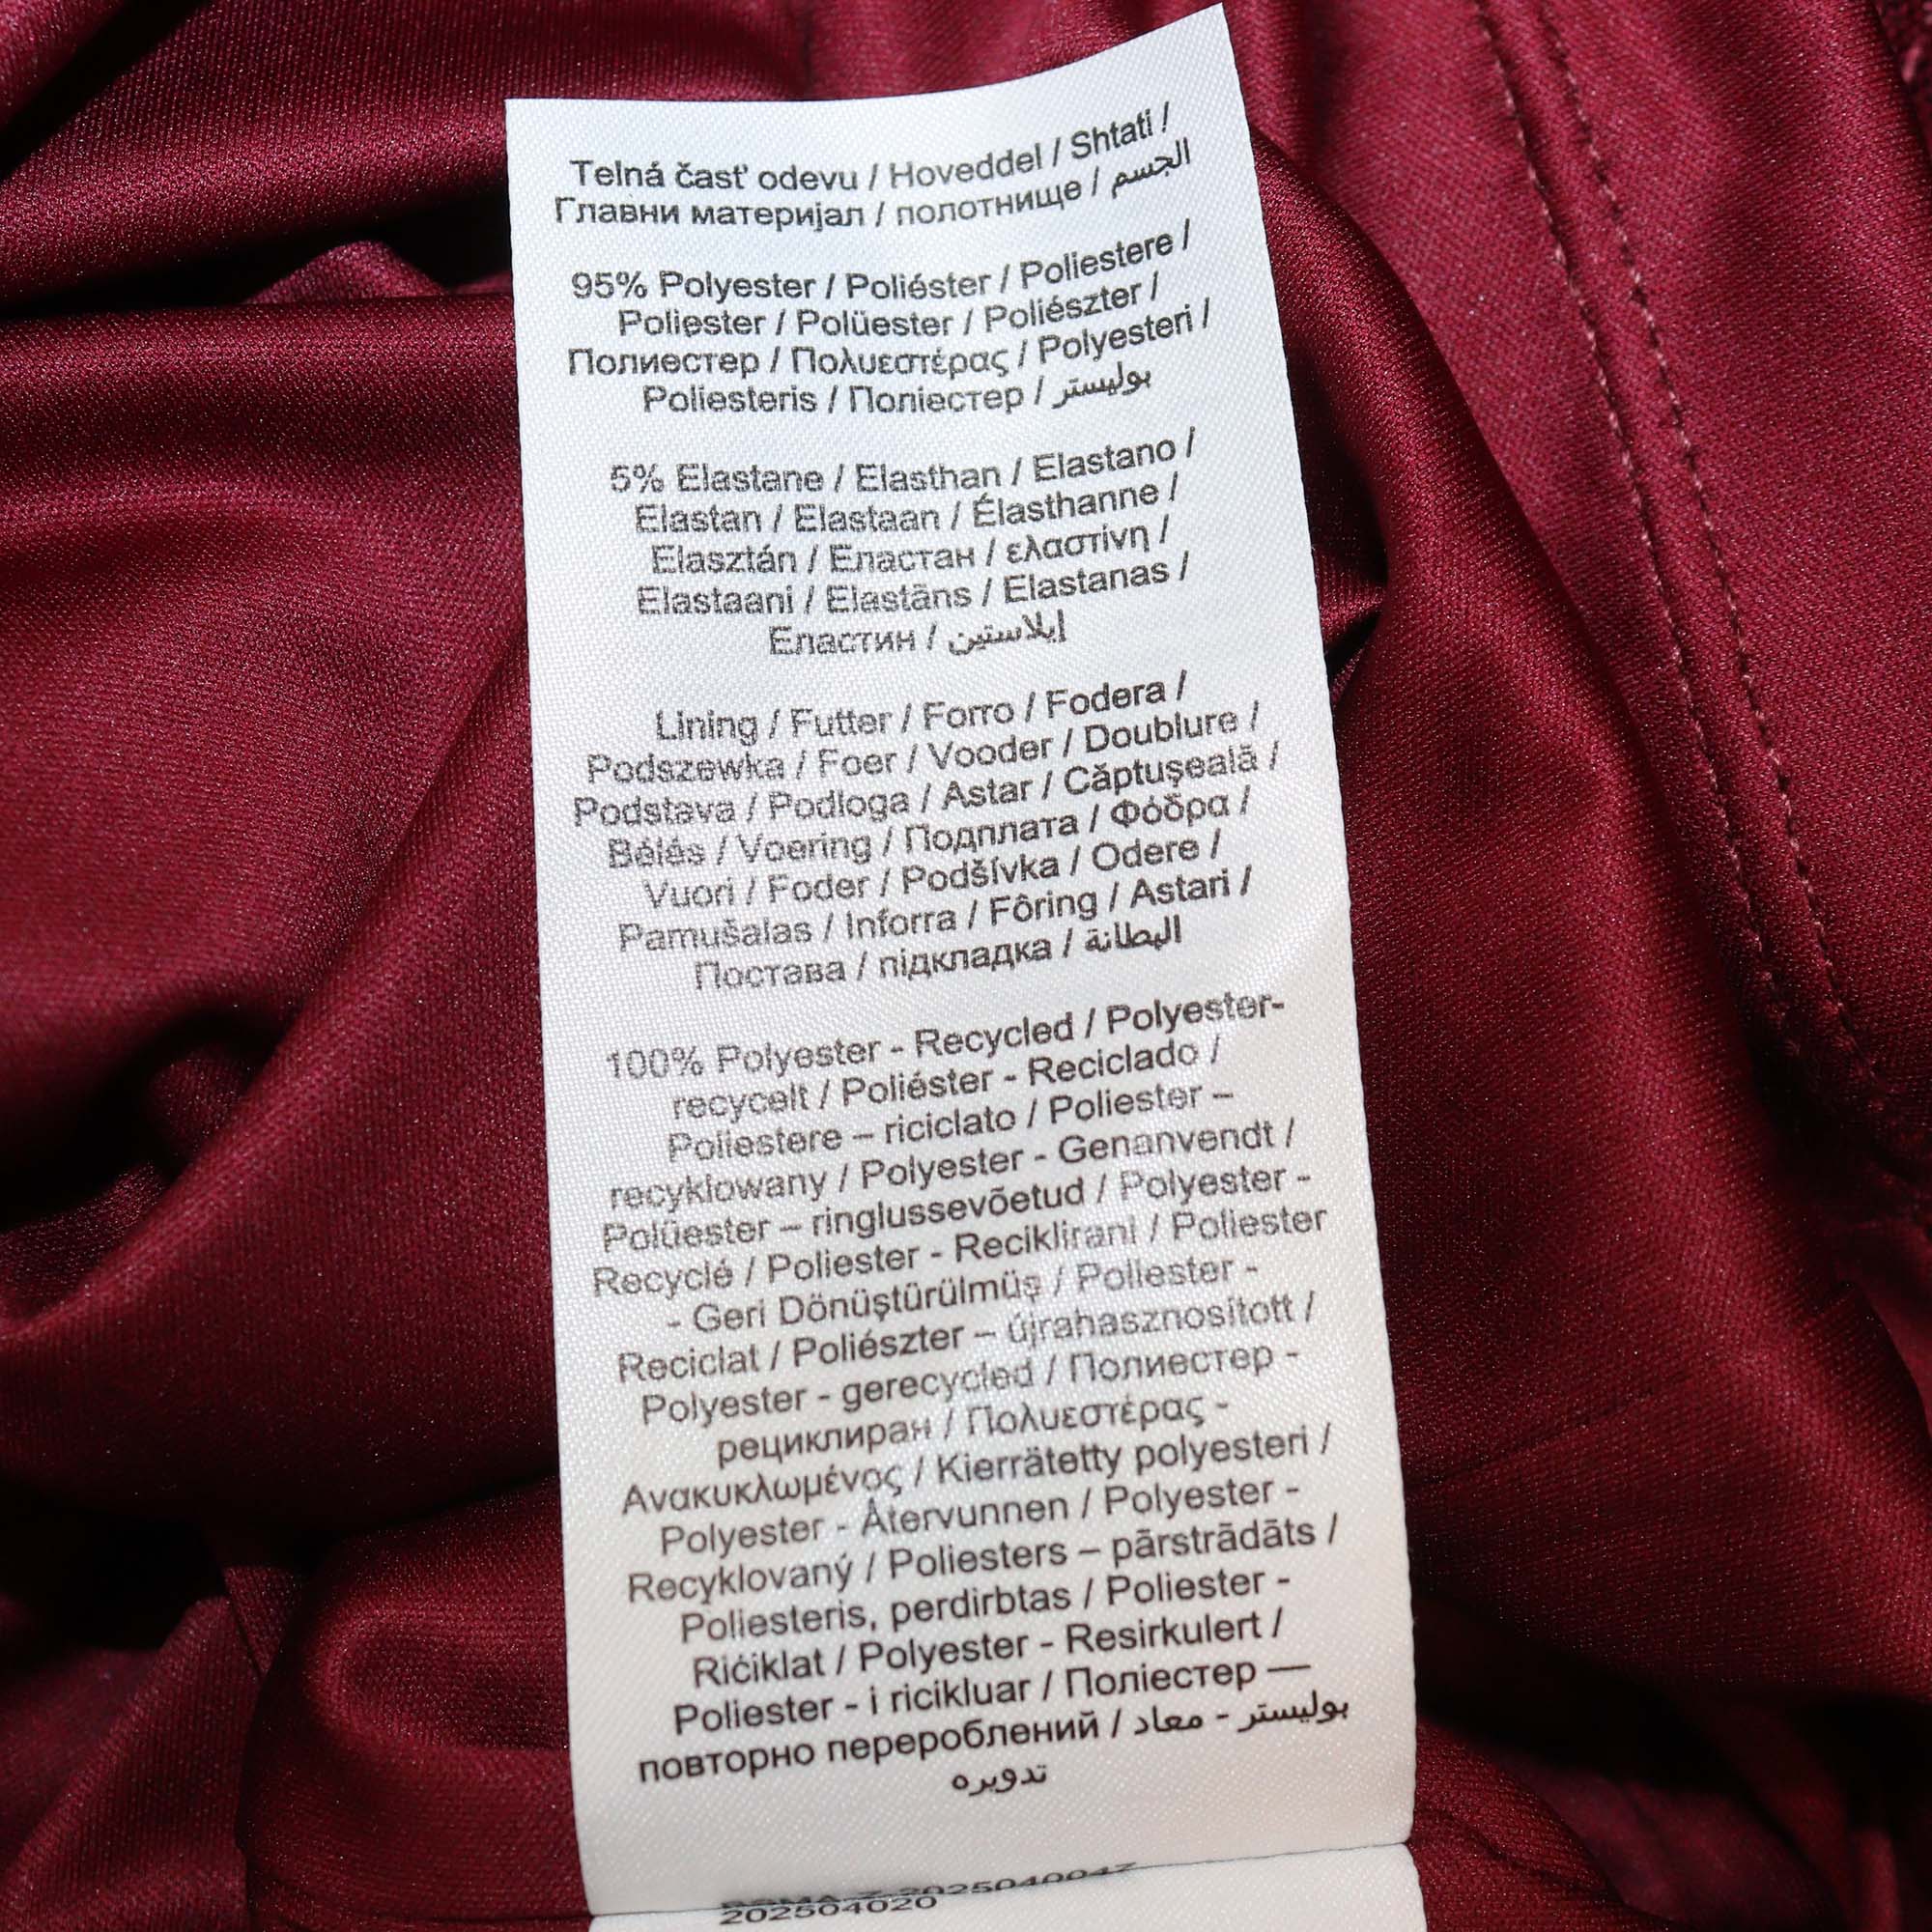 Telná časť odevu / Hoveddel / Shtati /
Главни материјал / полотнище / الجسم
95% Polyester / Poliéster / Poliestere /
Poliester / Polüester / Poliészter /
Полиестер / Πολυεστέρας / Polyesteri /
Poliesteris / Поліестер / بوليستر
5% Elastane / Elasthan / Elastano /
Elastan / Elastaan / Élasthanne /
Elasztán / Еластан / ελαστίνη /
Elastaani / Elastāns / Elastanas /
Еластин / إيلاستين
Lining / Futter / Forro / Fodera /
Podszewka / Foer / Vooder / Doublure /
Podstava / Podloga / Astar / Căptuşeală /
Bélés / Voering / Подплата / Φόδρα /
Vuori / Foder / Podšívka / Odere /
Pamušalas / Inforra / Fôring / Astari /
Постава / підкладка / البطانة
100% Polyester - Recycled / Polyester-
recycelt / Poliéster - Reciclado /
Poliestere – riciclato / Poliester –
recyklowany / Polyester - Genanvendt /
Polüester – ringlussevõetud / Polyester -
Recyclé / Poliester - Reciklirani / Poliester
- Geri Dönüştürülmüş / Poliester -
Reciclat / Poliészter – újrahasznosított /
Polyester - gerecycled / Полиестер -
рециклиран / Πολυεστέρας -
Ανακυκλωμένος / Kierrätetty polyesteri /
Polyester - Återvunnen / Polyester -
Recyklovaný / Poliesters – pārstrādāts /
Poliesteris, perdirbtas / Poliester -
Riċiklat / Polyester - Resirkulert /
Poliester - i ricikluar / Поліестер —
повторно перероблений / بوليستر - معاد
تدويره
202504020